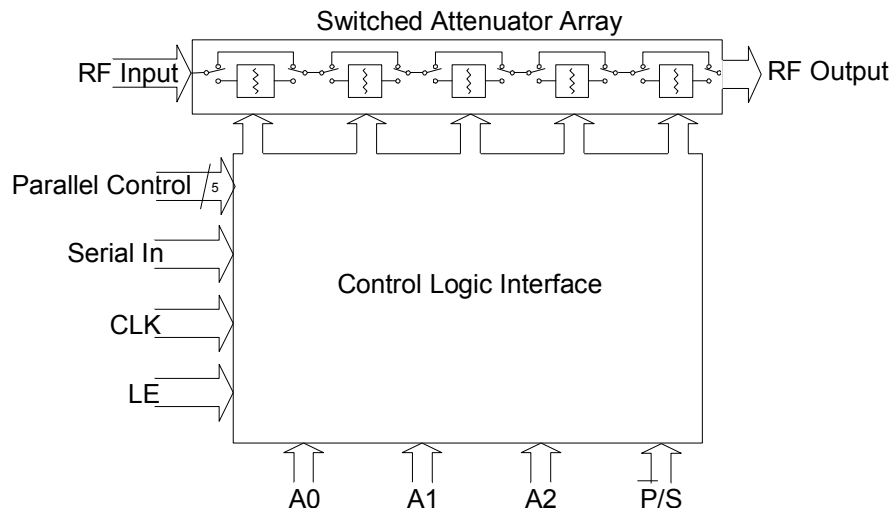 Switched Attenuator Array
RF Input
RF Output
Parallel Control
5
Serial In
Control Logic Interface
CLK
LE
A0 A1 A2 P̅/S